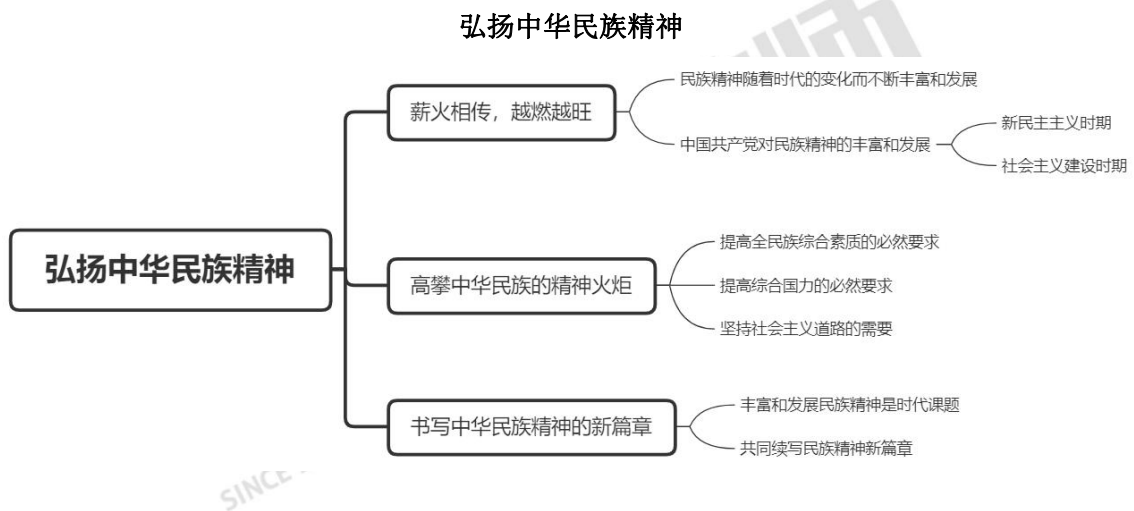 弘扬中华民族精神
民族精神随着时代的变化而不断丰富和发展
薪火相传，越燃越旺
新民主主义时期
中国共产党对民族精神的丰富和发展
社会主义建设时期
提高全民族综合素质的必然要求
弘扬中华民族精神
高攀中华民族的精神火炬
提高综合国力的必然要求
坚持社会主义道路的需要
丰富和发展民族精神是时代课题
书写中华民族精神的新篇章
共同续写民族精神新篇章
SINCE